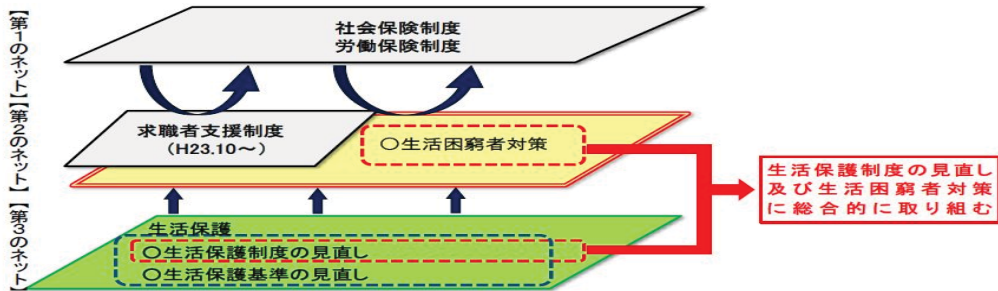 【第1のネット】
社会保険制度
労働保険制度
【第2のネット】
求職者支援制度
（H23.10～）
〇生活困窮者対策
【第3のネット】
生活保護
〇生活保護制度の見直し
〇生活保護基準の見直し
生活保護制度の見直し
及び生活困窮者対策
に総合的に取り組む